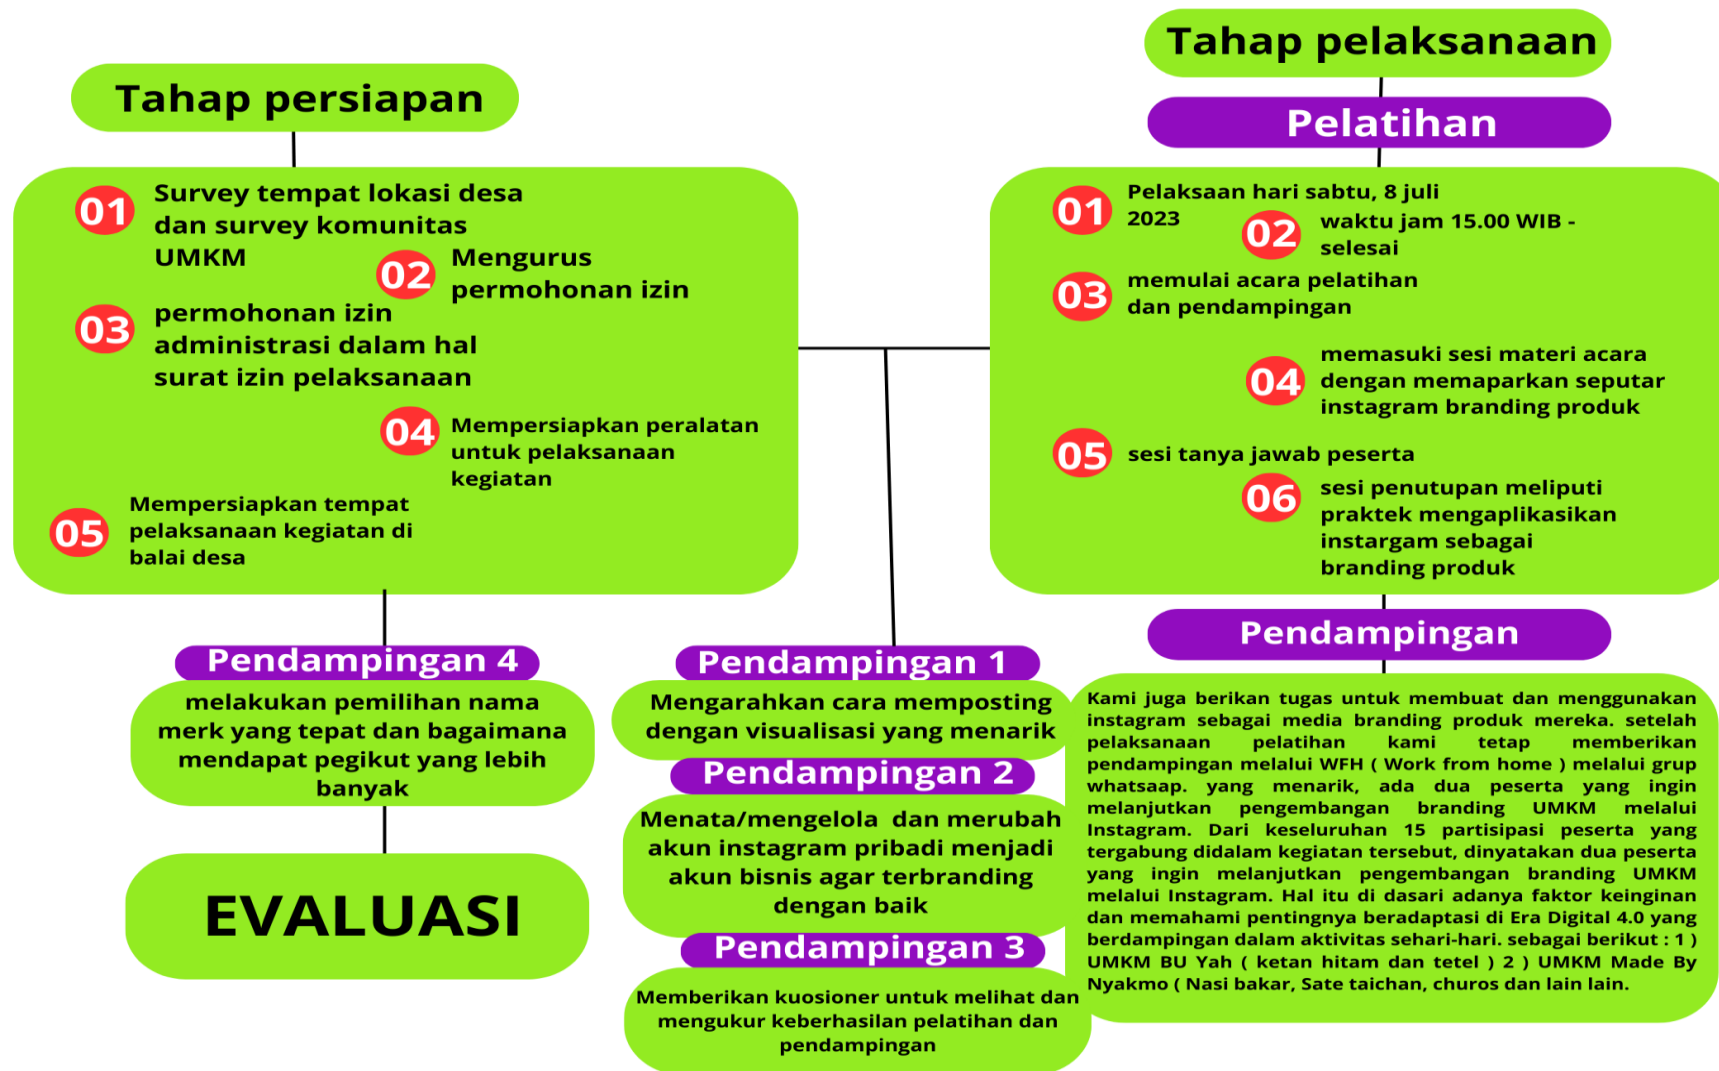 Tahap persiapan
01
Survey tempat lokasi desa
dan survey komunitas
UMKM
02
Mengurus
permohonan izin
03
permohonan izin
administrasi dalam hal
surat izin pelaksanaan
04
Mempersiapkan peralatan
untuk pelaksanaan
kegiatan
05
Mempersiapkan tempat
pelaksanaan kegiatan di
balai desa
Tahap pelaksanaan
Pelatihan
01
Pelaksaan hari sabtu, 8 juli
2023
02
waktu jam 15.00 WIB -
selesai
03
memulai acara pelatihan
dan pendampingan
04
memasuki sesi materi acara
dengan memaparkan seputar
instagram branding produk
05
sesi tanya jawab peserta
06
sesi penutupan meliputi
praktek mengaplikasikan
instargam sebagai
branding produk
Pendampingan
Kami juga berikan tugas untuk membuat dan menggunakan
instagram sebagai media branding produk mereka. setelah
pelaksanaan pelatihan kami tetap memberikan
pendampingan melalui WFH ( Work from home ) melalui grup
whatsaap. yang menarik, ada dua peserta yang ingin
melanjutkan pengembangan branding UMKM melalui
Instagram. Dari keseluruhan 15 partisipasi peserta yang
tergabung didalam kegiatan tersebut, dinyatakan dua peserta
yang ingin melanjutkan pengembangan branding UMKM
melalui Instagram. Hal itu di dasari adanya faktor keinginan
dan memahami pentingnya beradaptasi di Era Digital 4.0 yang
berdampingan dalam aktivitas sehari-hari. sebagai berikut : 1 )
UMKM BU Yah ( ketan hitam dan tetel ) 2 ) UMKM Made By
Nyakmo ( Nasi bakar, Sate taichan, churos dan lain lain.
Pendampingan 1
Mengarahkan cara memposting
dengan visualisasi yang menarik
Pendampingan 2
Menata/mengelola dan merubah
akun instagram pribadi menjadi
akun bisnis agar terbranding
dengan baik
Pendampingan 3
Memberikan kuosioner untuk melihat dan
mengukur keberhasilan pelatihan dan
pendampingan
Pendampingan 4
melakukan pemilihan nama
merk yang tepat dan bagaimana
mendapat pegikut yang lebih
banyak
EVALUASI